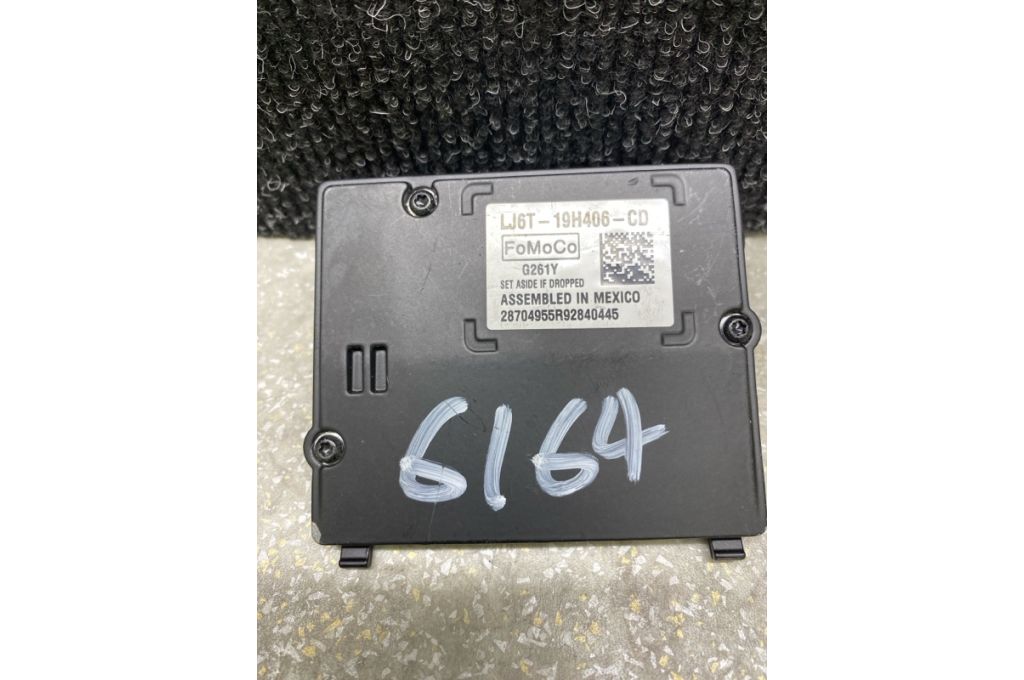 LJ6T-19H406-CD
FoMoCo
G261Y
SET ASIDE IF DROPPED
ASSEMBLED IN MEXICO
28704955R92840445
6164